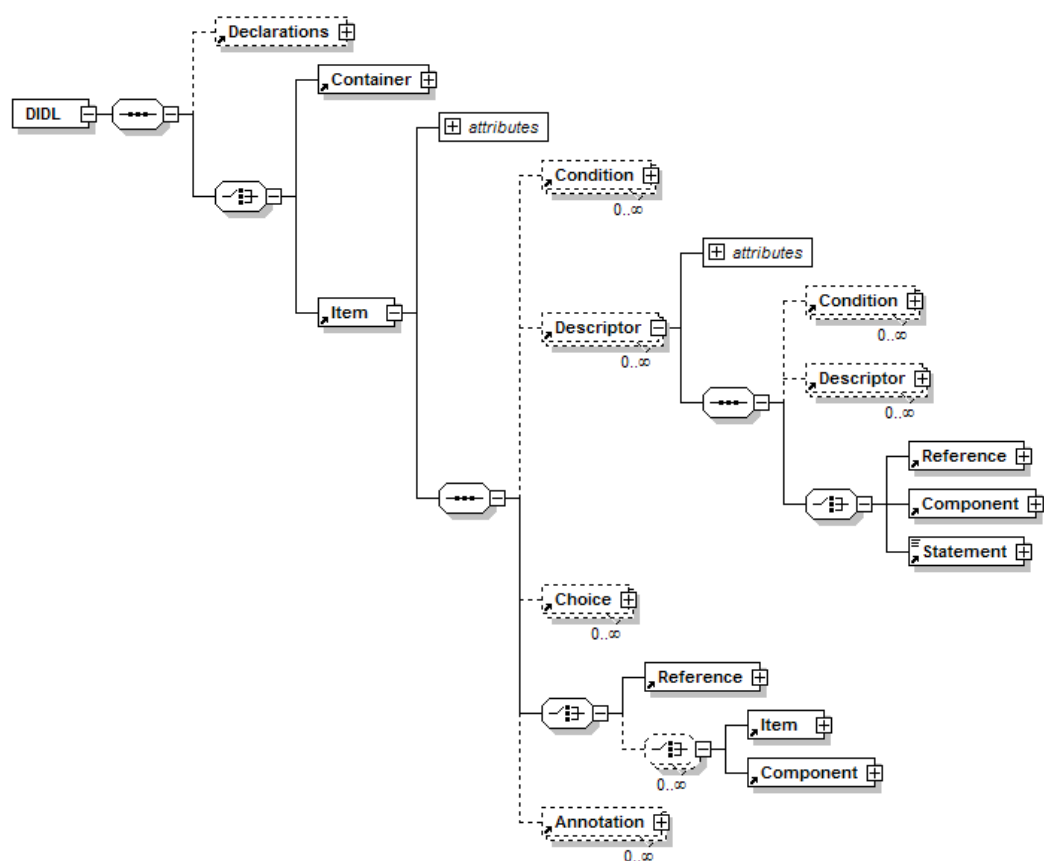 Declarations
Container
DIDL
attributes
Condition
0..∞
attributes
Item
Condition
0..∞
Descriptor
0..∞
Descriptor
0..∞
Reference
Component
Statement
Choice
0..∞
Reference
Item
Component
0..∞
Annotation
0..∞